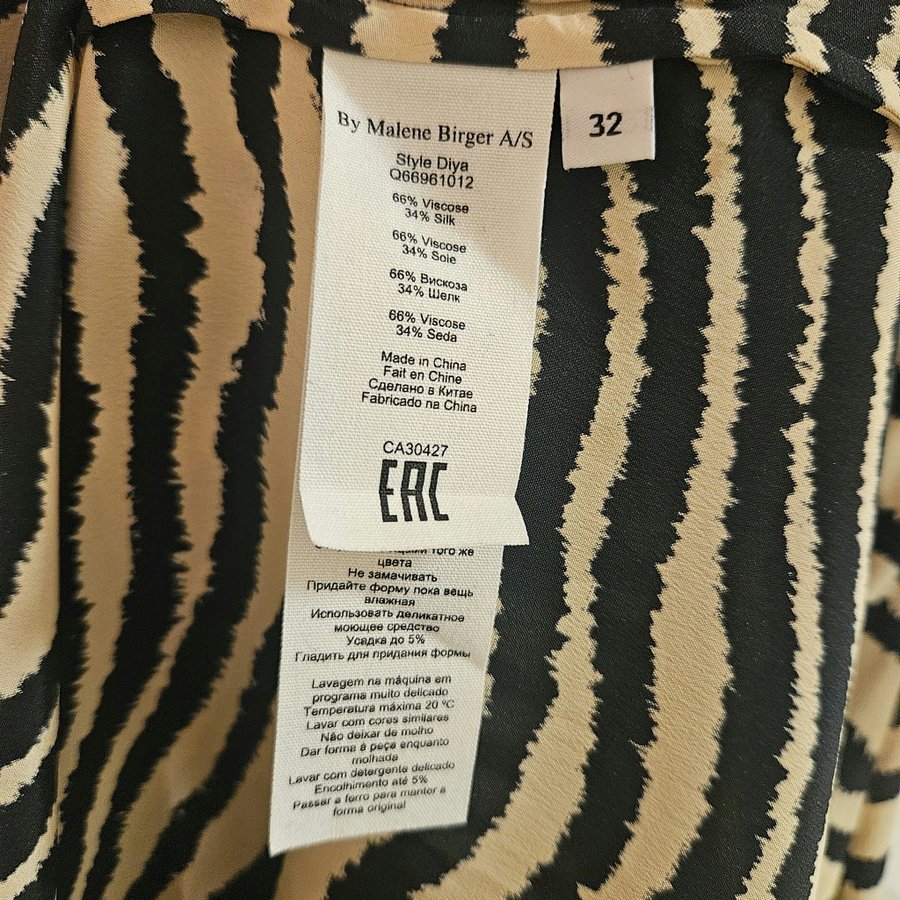 By Malene Birger A/S
32
Style Diya
Q66961012
66% Viscose
34% Silk
66% Viscose
34% Soie
66% Вискоза
34% Шелк
66% Viscose
34% Seda
Made in China
Fait en Chine
Сделано в Китае
Fabricado na China
CA30427
EAC
того же
цвета
Не замачивать
Придайте форму пока вещь
влажная
Использовать деликатное
моющее средство
Усадка до 5%
Гладить для придания формы
Lavagem na máquina em
programa muito delicado
Temperatura máxima 20 ºC
Lavar com cores similares
Não deixar de molho
Dar forma à peça enquanto
molhada
Lavar com detergente delicado
Encolhimento até 5%
Passar a ferro para manter a
forma original